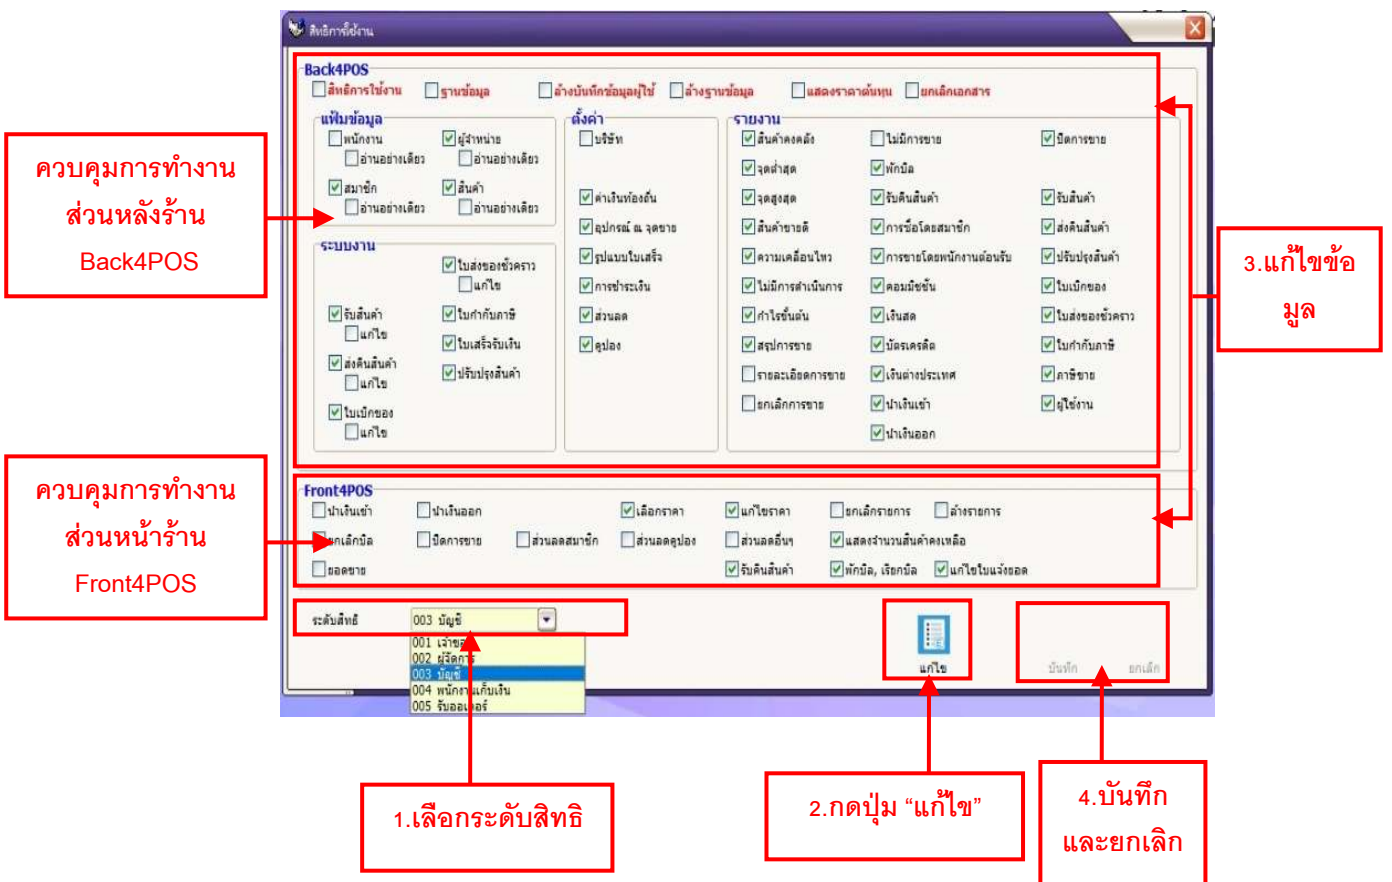 สิทธิการใช้งาน
Back4POS
สิทธิการใช้งาน ฐานข้อมูล ล้างบันทึกข้อมูลผู้ใช้ ล้างฐานข้อมูล แสดงราคาต้นทุน ยกเลิกเอกสาร
แฟ้มข้อมูล
พนักงาน ผู้จำหน่าย
อ่านอย่างเดียว อ่านอย่างเดียว
สมาชิก สินค้า
อ่านอย่างเดียว อ่านอย่างเดียว
ระบบงาน
ใบส่งของชั่วคราว
แก้ไข
รับสินค้า ใบกำกับภาษี
แก้ไข
ใบเสร็จรับเงิน
ส่งคืนสินค้า
แก้ไข
ปรับปรุงสินค้า
ใบเบิกของ
แก้ไข
ตั้งค่า
บริษัท
ค่าเงินท้องถิ่น
อุปกรณ์ ณ จุดขาย
รูปแบบใบเสร็จ
การชำระเงิน
ส่วนลด
คูปอง
รายงาน
สินค้าคงคลัง ไม่มีการขาย ปิดการขาย
จุดต่ำสุด พักบิล
จุดสูงสุด รับคืนสินค้า รับสินค้า
สินค้าขายดี การซื้อโดยสมาชิก ส่งคืนสินค้า
ความเคลื่อนไหว การขายโดยพนักงานต้อนรับ ปรับปรุงสินค้า
ไม่มีการดำเนินการ คอมมิชชั่น ใบเบิกของ
กำไรขั้นต้น เงินสด ใบส่งของชั่วคราว
สรุปการขาย บัตรเครดิต ใบกำกับภาษี
รายละเอียดการขาย เงินต่างประเทศ ภาษีขาย
ยกเลิกการขาย นำเงินเข้า ผู้ใช้งาน
นำเงินออก
Front4POS
นำเงินเข้า นำเงินออก เลือกราคา แก้ไขราคา ยกเลิกรายการ ล้างรายการ
ยกเลิกบิล ปิดการขาย ส่วนลดสมาชิก ส่วนลดคูปอง ส่วนลดอื่นๆ แสดงจำนวนสินค้าคงเหลือ
ยอดขาย รับคืนสินค้า พักบิล, เรียกบิล แก้ไขใบแจ้งยอด
ระดับสิทธิ์ 003 บัญชี
001 เจ้าของ
002 ผู้จัดการ
003 บัญชี
004 พนักงานเก็บเงิน
005 รับออเดอร์
แก้ไข บันทึก ยกเลิก
ควบคุมการทำงาน
ส่วนหลังร้าน
Back4POS
ควบคุมการทำงาน
ส่วนหน้าร้าน
Front4POS
3.แก้ไขข้อ
มูล
1.เลือกระดับสิทธิ
2.กดปุ่ม “แก้ไข”
4.บันทึก
และยกเลิก